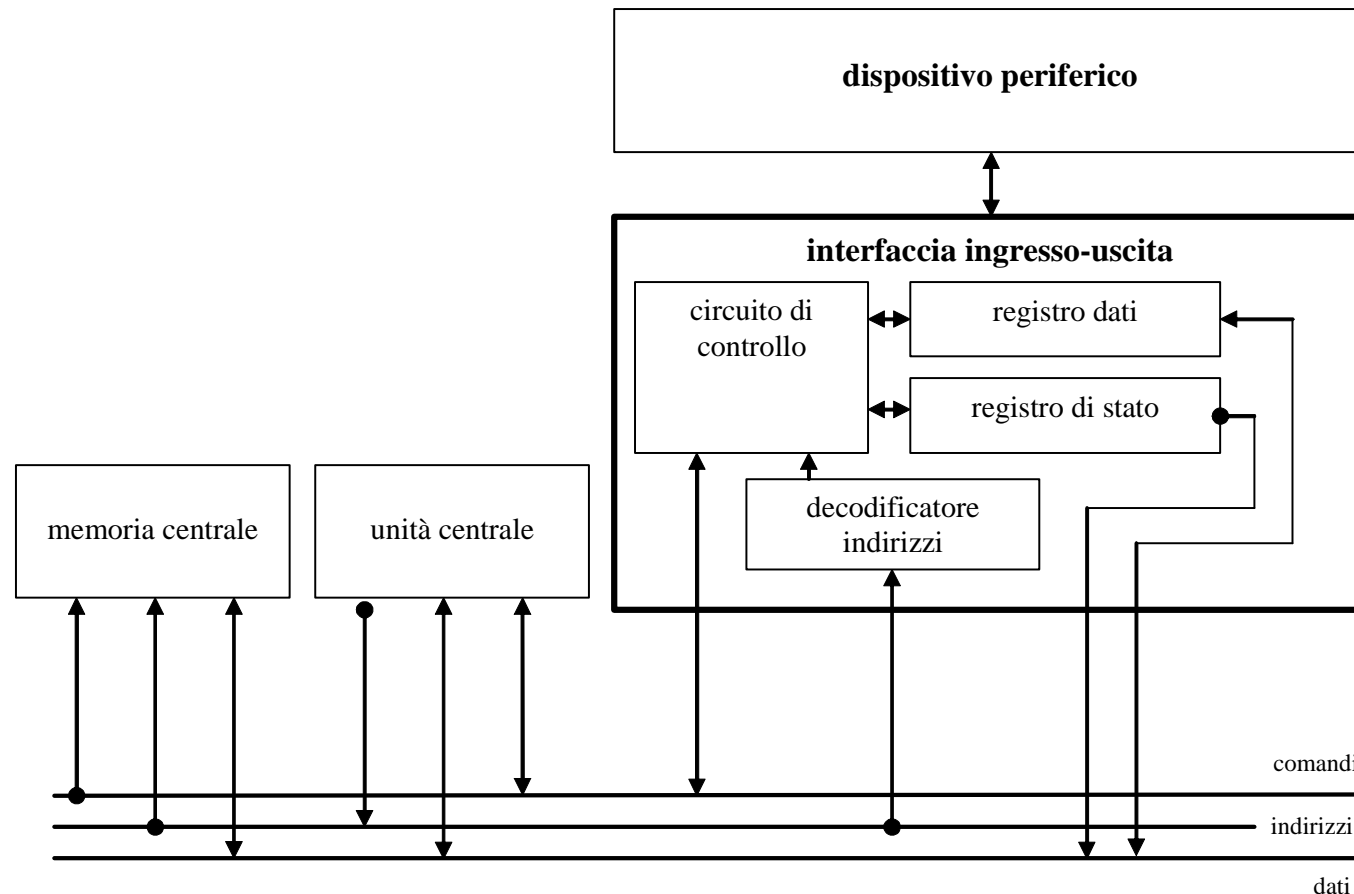 dispositivo periferico
interfaccia ingresso-uscita
circuito di
controllo
registro dati
registro di stato
decodificatore
indirizzi
memoria centrale
unità centrale
comandi
indirizzi
dati